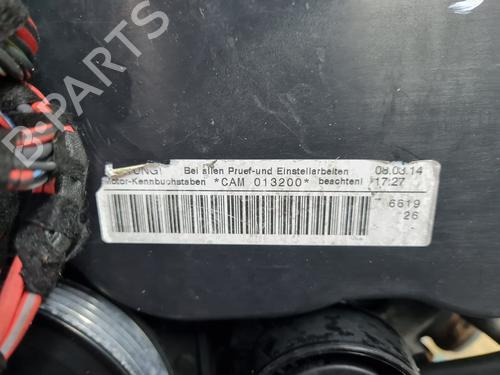 Bei allen Pruef-und Einstellarbeiten 08.03.14
Motor-Kennbuchstaben *CAM 013200* beachten! 17:27
6619
26
B-PARTS